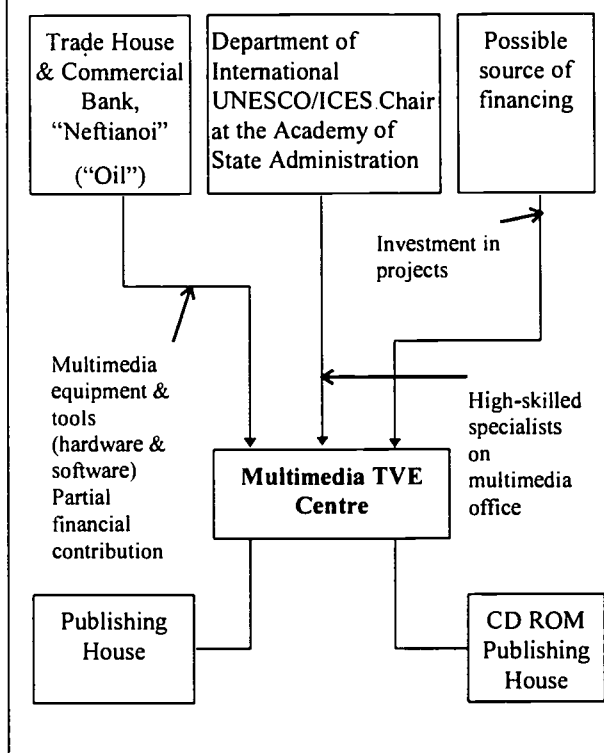 Trade House
& Commercial
Bank,
“Neftianoi”
(“Oil”)
Department of
International
UNESCO/ICES Chair
at the Academy of
State Administration
Possible
source of
financing
Investment in
projects
Multimedia
equipment &
tools
(hardware &
software)
Partial
financial
contribution
High-skilled
specialists
on
multimedia
office
Multimedia TVE
Centre
Publishing
House
CD ROM
Publishing
House